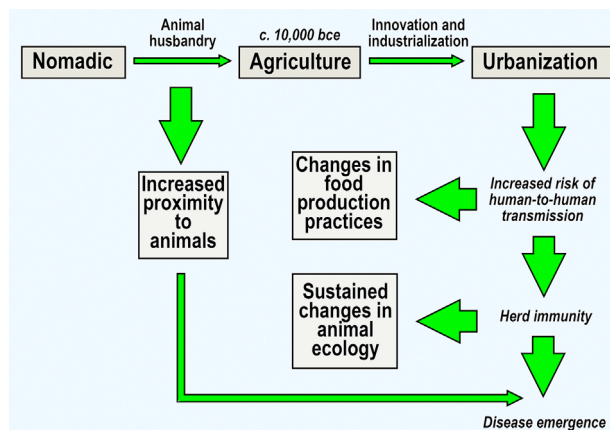 Animal
husbandry
c. 10,000 bce
Innovation and
industrialization
Nomadic
Agriculture
Urbanization
Increased
proximity
to
animals
Changes in
food
production
practices
Increased risk of
human-to-human
transmission
Sustained
changes in
animal
ecology
Herd immunity
Disease emergence